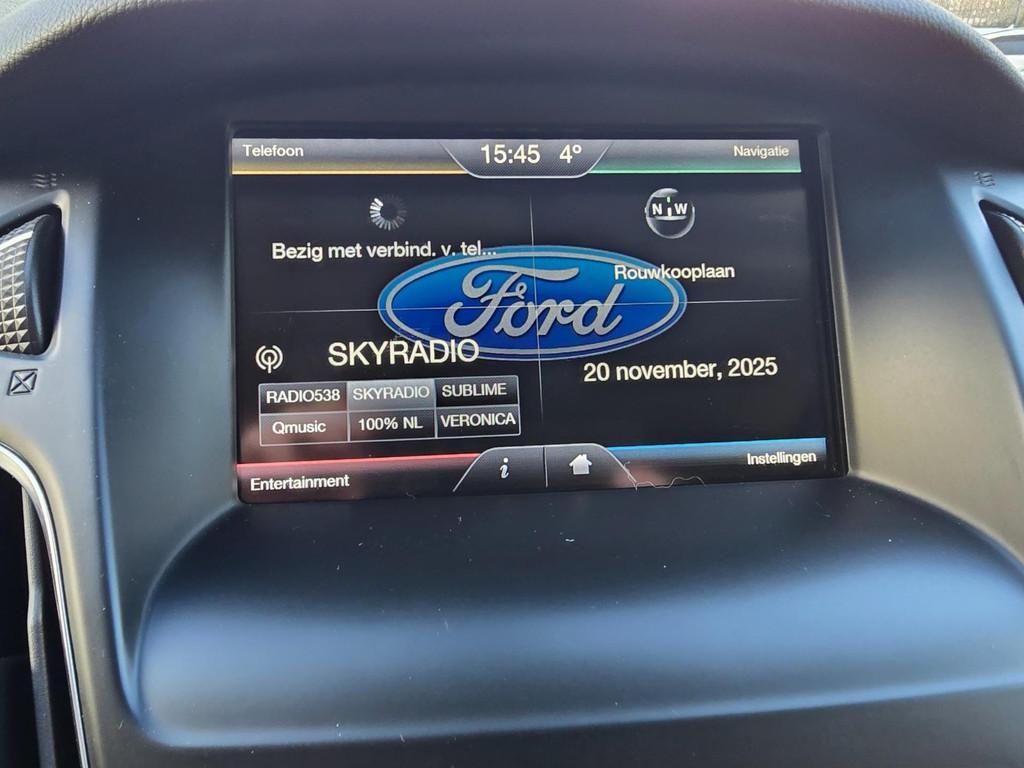 Telefoon
15:45 4°
Navigatie
N W
Bezig met verbind. v. tel...
Rouwkooplaan
Ford
SKYRADIO
20 november, 2025
RADIO538 SKYRADIO SUBLIME
Qmusic 100% NL VERONICA
Entertainment
i
Instellingen